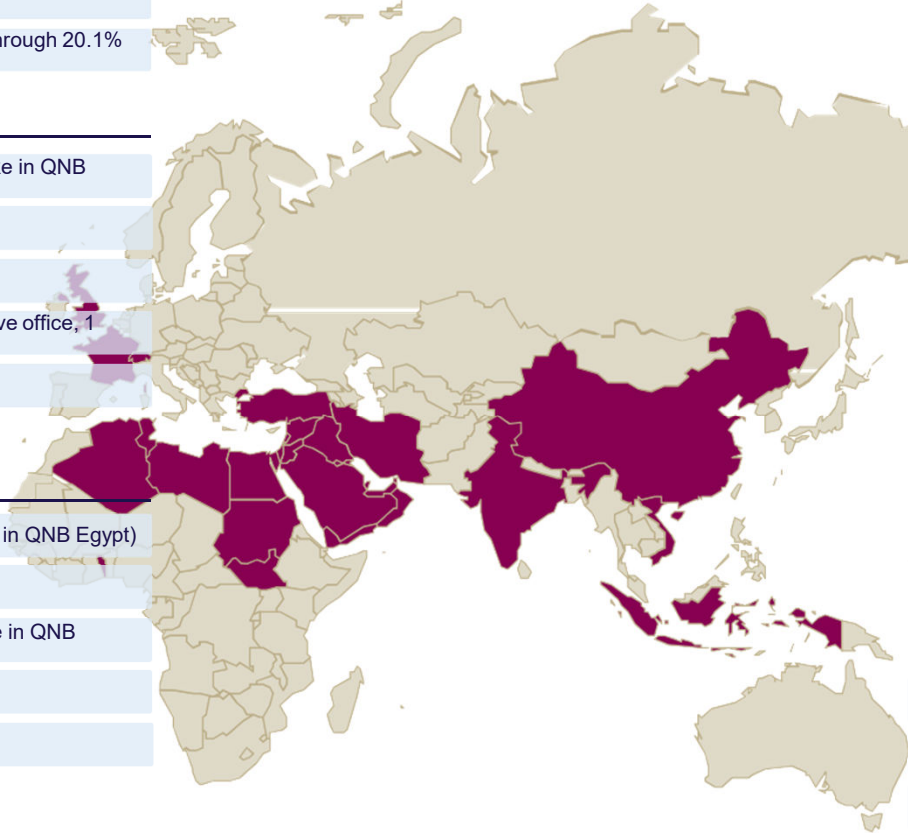 rough 20.1%
e in QNB
ve office, 1
in QNB Egypt)
e in QNB